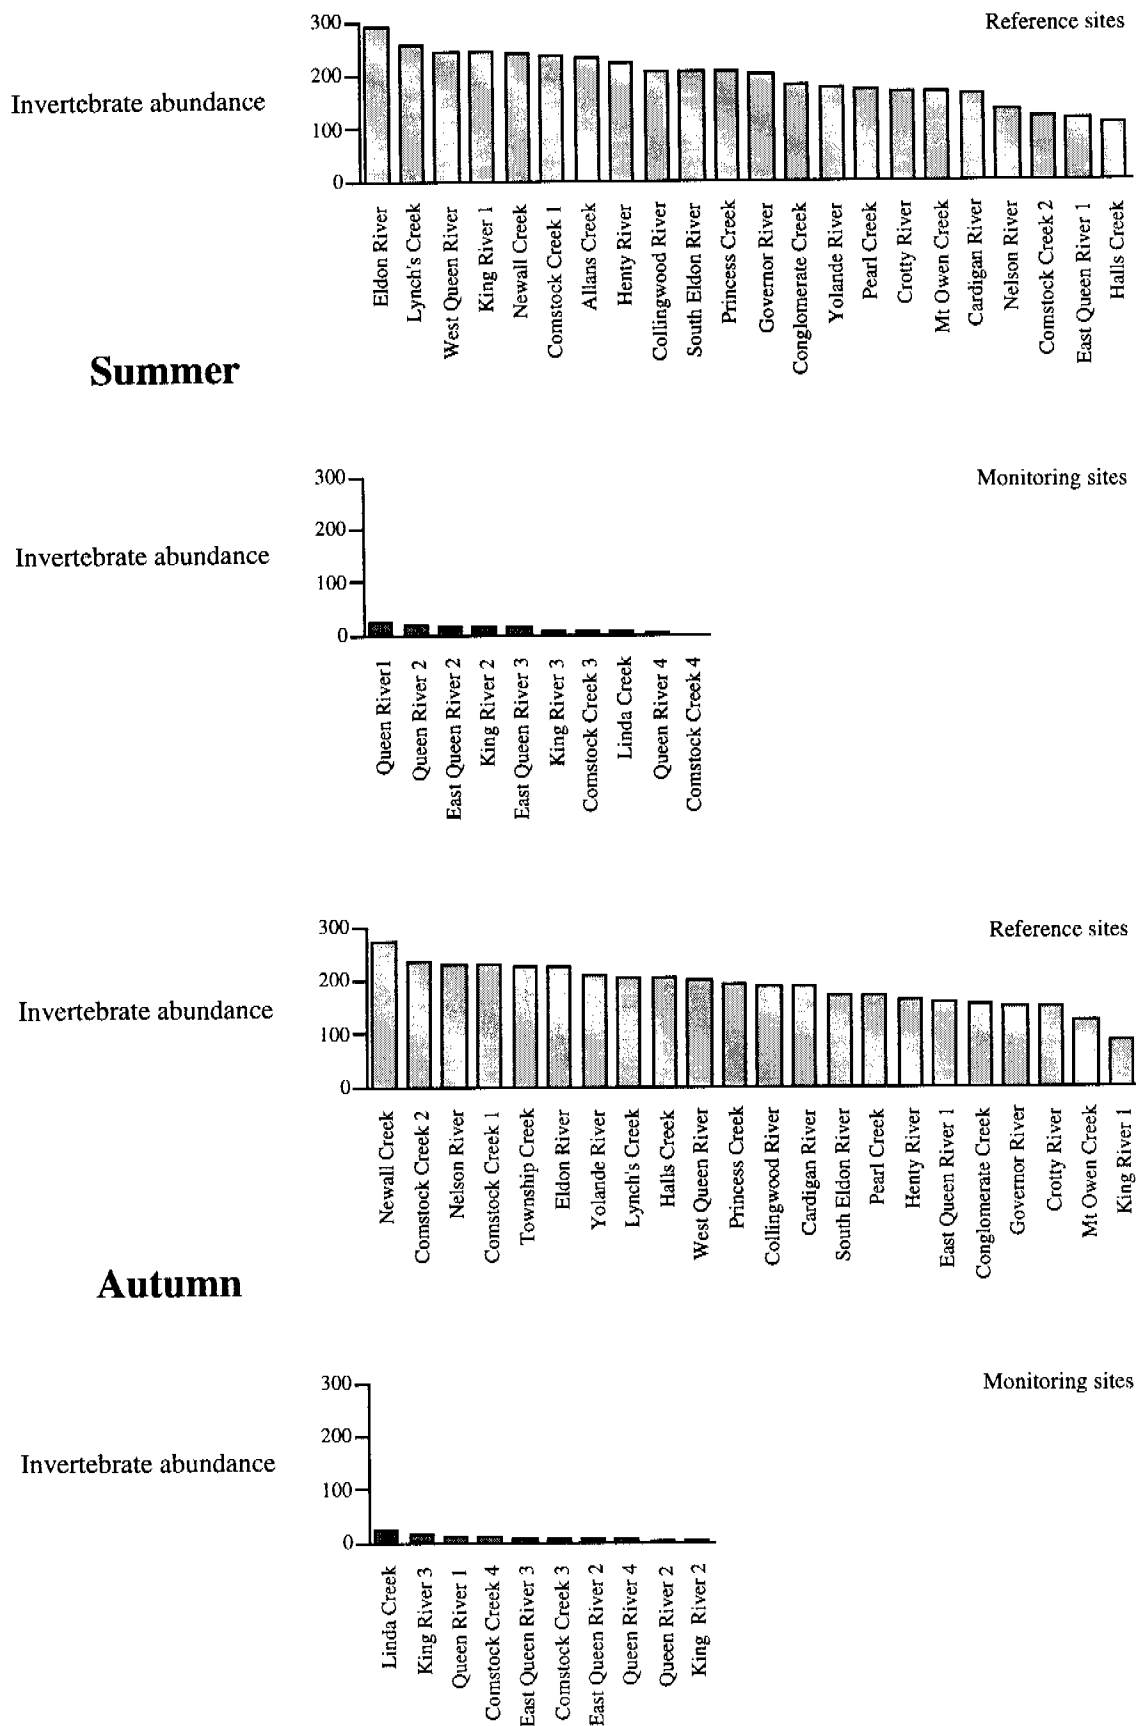 Reference sites
Invertebrate abundance
300
200
100
0
Eldon River
Lynch's Creek
West Queen River
King River 1
Newall Creek
Comstock Creek 1
Allans Creek
Henty River
Collingwood River
South Eldon River
Princess Creek
Governor River
Conglomerate Creek
Yolande River
Pearl Creek
Crotty River
Mt Owen Creek
Cardigan River
Nelson River
Comstock Creek 2
East Queen River 1
Halls Creek
Summer
Monitoring sites
Invertebrate abundance
300
200
100
0
Queen River1
Queen River 2
East Queen River 2
King River 2
East Queen River 3
King River 3
Comstock Creek 3
Linda Creek
Queen River 4
Comstock Creek 4
Reference sites
Invertebrate abundance
300
200
100
0
Newall Creek
Comstock Creek 2
Nelson River
Comstock Creek 1
Township Creek
Eldon River
Yolande River
Lynch's Creek
Halls Creek
West Queen River
Princess Creek
Collingwood River
Cardigan River
South Eldon River
Pearl Creek
Henty River
East Queen River 1
Conglomerate Creek
Governor River
Crotty River
Mt Owen Creek
King River 1
Autumn
Monitoring sites
Invertebrate abundance
300
200
100
0
Linda Creek
King River 3
Queen River 1
Comstock Creek 4
East Queen River 3
Comstock Creek 3
East Queen River 2
Queen River 4
Queen River 2
King River 2